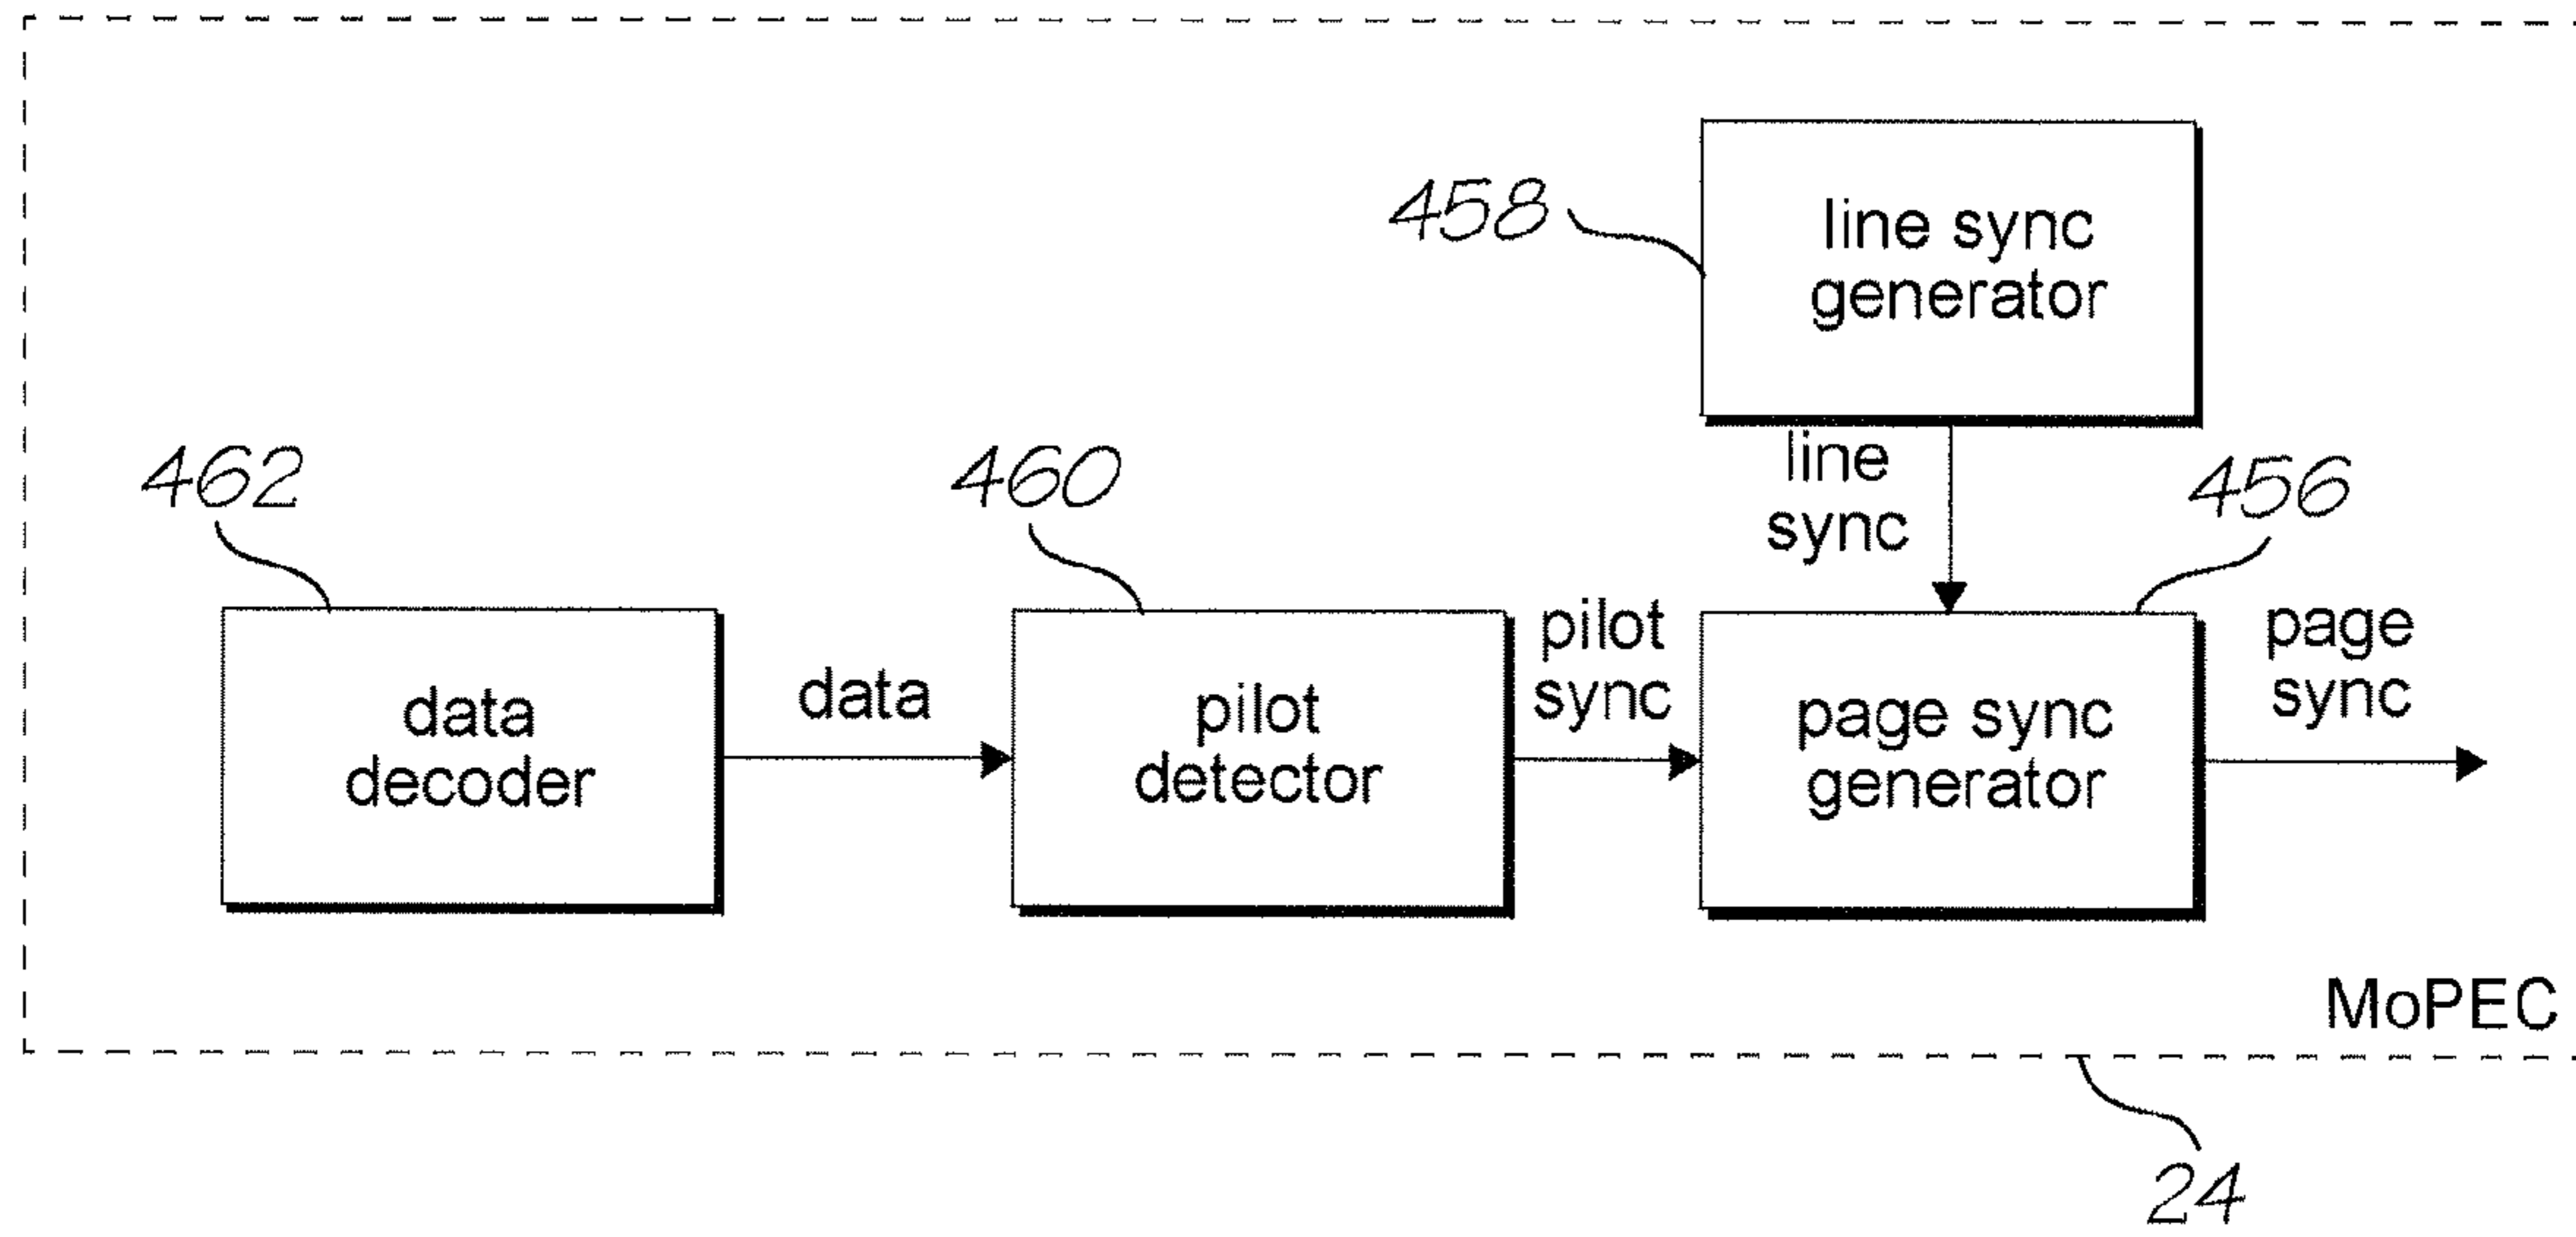 458
line sync
generator
line
sync
462
460
456
data
decoder
data
pilot
detector
pilot
sync
page sync
generator
page
sync
MoPEC
24